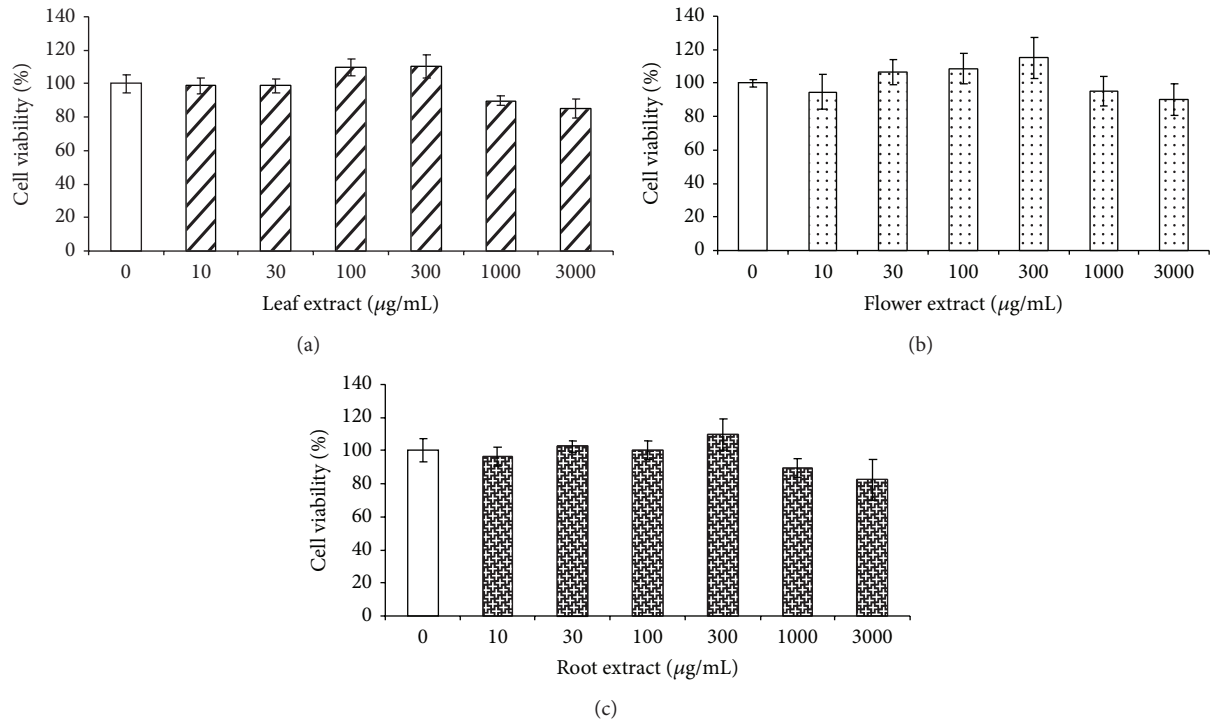 140
120
100
80
60
40
20
0
Cell viability (%)
0 10 30 100 300 1000 3000
Leaf extract (μg/mL)
(a)
140
120
100
80
60
40
20
0
Cell viability (%)
0 10 30 100 300 1000 3000
Flower extract (μg/mL)
(b)
140
120
100
80
60
40
20
0
Cell viability (%)
0 10 30 100 300 1000 3000
Root extract (μg/mL)
(c)